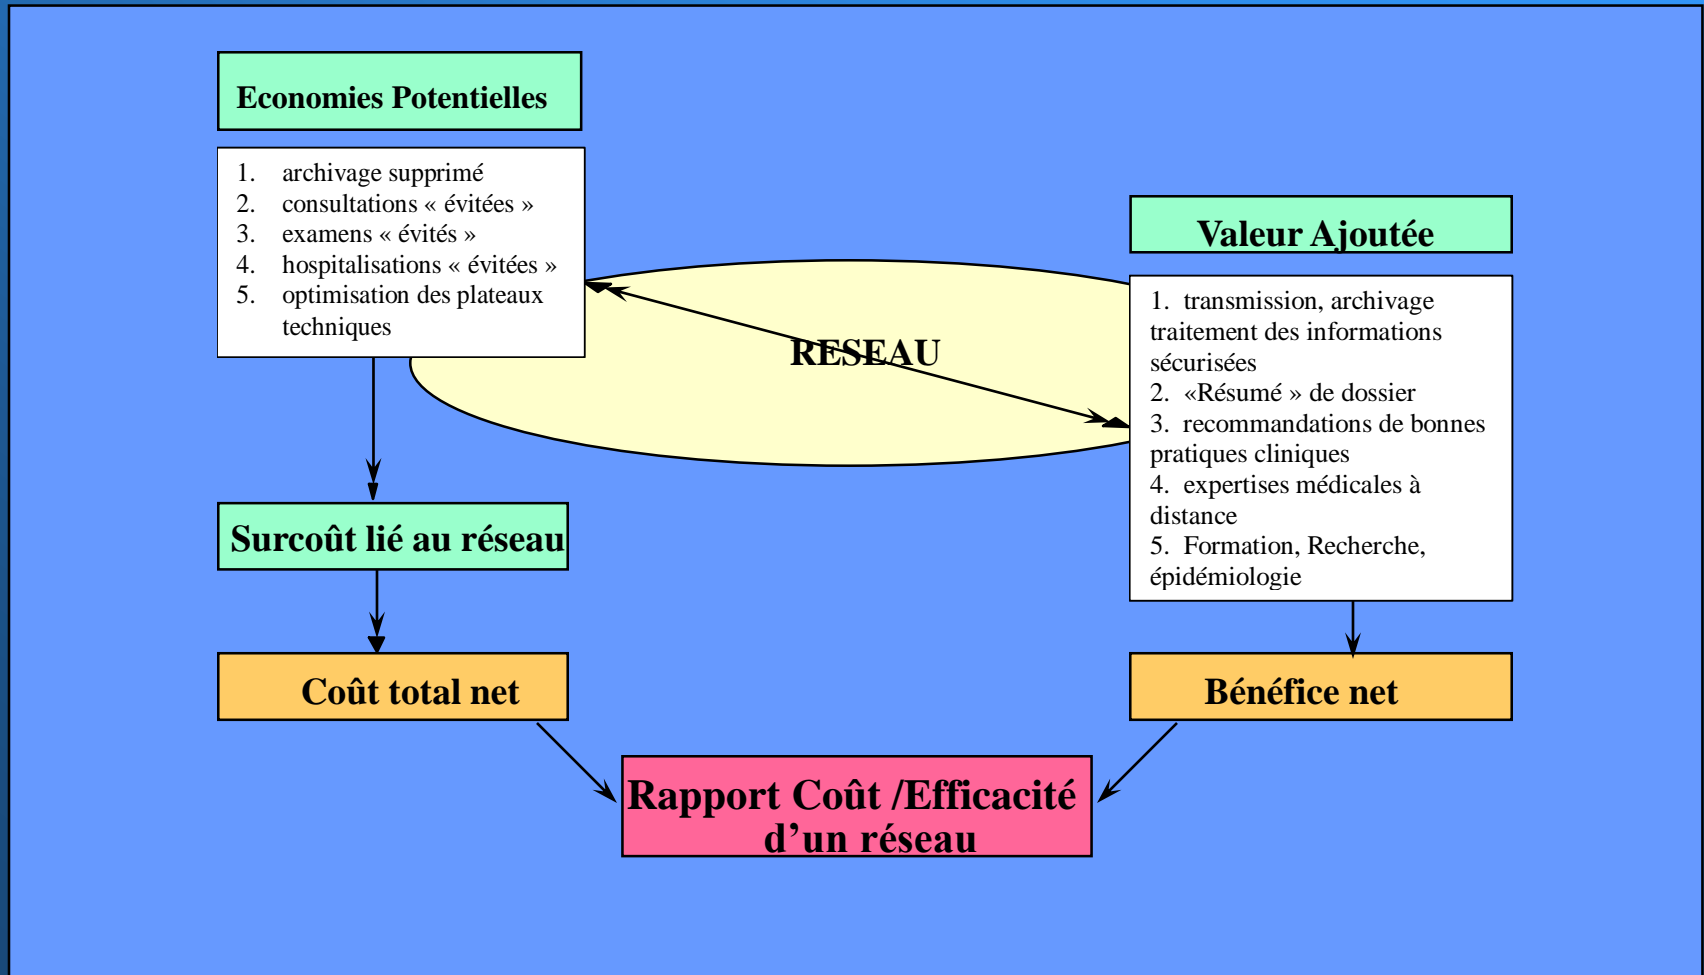 Economies Potentielles
1. archivage supprimé
2. consultations « évitées »
3. examens « évités »
4. hospitalisations « évitées »
5. optimisation des plateaux
techniques
RESEAU
Valeur Ajoutée
1. transmission, archivage
traitement des informations
sécurisées
2. «Résumé » de dossier
3. recommandations de bonnes
pratiques cliniques
4. expertises médicales à
distance
5. Formation, Recherche,
épidémiologie
Surcoût lié au réseau
Coût total net
Bénéfice net
Rapport Coût /Efficacité
d’un réseau